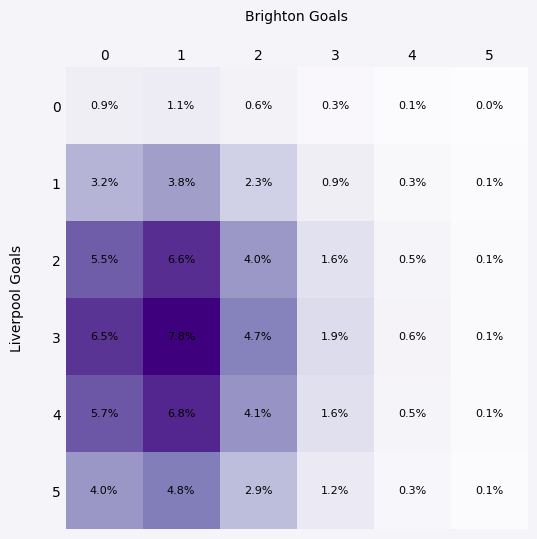 Brighton Goals
0 1 2 3 4 5
0 0.9% 1.1% 0.6% 0.3% 0.1% 0.0%
1 3.2% 3.8% 2.3% 0.9% 0.3% 0.1%
2 5.5% 6.6% 4.0% 1.6% 0.5% 0.1%
Liverpool Goals
3 6.5% 7.8% 4.7% 1.9% 0.6% 0.1%
4 5.7% 6.8% 4.1% 1.6% 0.5% 0.1%
5 4.0% 4.8% 2.9% 1.2% 0.3% 0.1%